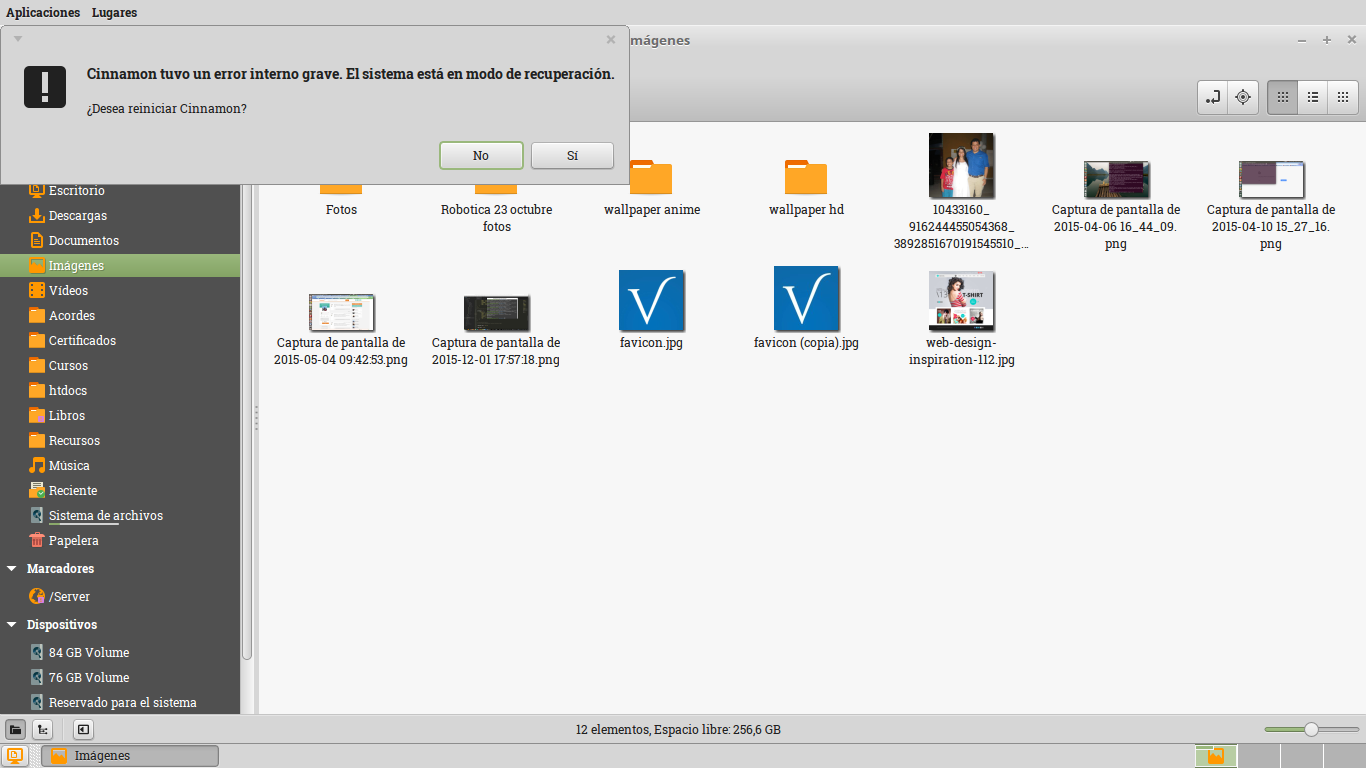 Aplicaciones Lugares
Imágenes
Cinnamon tuvo un error interno grave. El sistema está en modo de recuperación.
¿Desea reiniciar Cinnamon?
No Sí
Escritorio
Descargas
Documentos
Imágenes
Vídeos
Acordes
Certificados
Cursos
htdocs
Libros
Recursos
Música
Reciente
Sistema de archivos
Papelera
Marcadores
/Server
Dispositivos
84 GB Volume
76 GB Volume
Reservado para el sistema
Fotos
Robotica 23 octubre
fotos
wallpaper anime
wallpaper hd
10433160_
916244455054368_
3892851670191545510_...
Captura de pantalla de
2015-04-06 16_44_09.
png
Captura de pantalla de
2015-04-10 15_27_16.
png
Captura de pantalla de
2015-05-04 09:42:53.png
Captura de pantalla de
2015-12-01 17:57:18.png
favicon.jpg
favicon (copia).jpg
T-SHIRT
web-design-
inspiration-112.jpg
12 elementos, Espacio libre: 256,6 GB
Imágenes